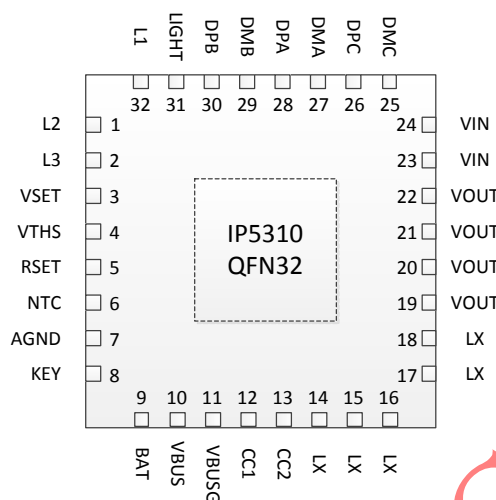 L1 LIGHT DPB DMB DPA DMA DPC DMC
32 31 30 29 28 27 26 25
L2 1 24 VIN
L3 2 23 VIN
VSET 3 22 VOUT
VTHS 4 21 VOUT
RSET 5 20 VOUT
NTC 6 19 VOUT
AGND 7 18 LX
KEY 8 17 LX
IP5310
QFN32
9 10 11 12 13 14 15 16
BAT VBUS VBUSG CC1 CC2 LX LX LX